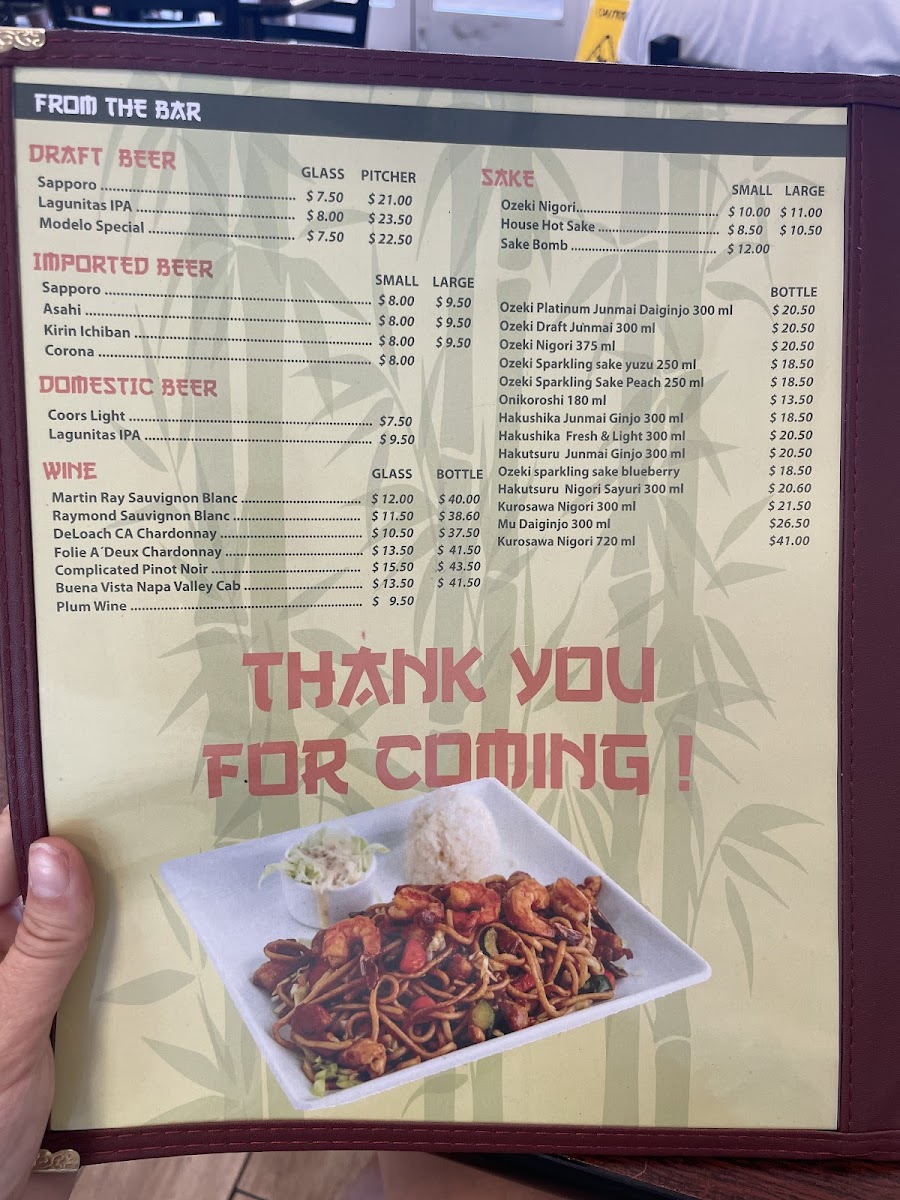 FROM THE BAR
DRAFT BEER GLASS PITCHER
Sapporo $ 7.50 $ 21.00
Lagunitas IPA $ 8.00 $ 23.50
Modelo Special $ 7.50 $ 22.50
IMPORTED BEER SMALL LARGE
Sapporo $ 8.00 $ 9.50
Asahi $ 8.00 $ 9.50
Kirin Ichiban $ 8.00 $ 9.50
Corona $ 8.00
DOMESTIC BEER
Coors Light $7.50
Lagunitas IPA $ 9.50
WINE GLASS BOTTLE
Martin Ray Sauvignon Blanc $ 12.00 $ 40.00
Raymond Sauvignon Blanc $ 11.50 $ 38.60
DeLoach CA Chardonnay $ 10.50 $ 37.50
Folie A´Deux Chardonnay $ 13.50 $ 41.50
Complicated Pinot Noir $ 15.50 $ 43.50
Buena Vista Napa Valley Cab $ 13.50 $ 41.50
Plum Wine $ 9.50
SAKE SMALL LARGE
Ozeki Nigori $ 10.00 $ 11.00
House Hot Sake $ 8.50 $ 10.50
Sake Bomb $ 12.00
BOTTLE
Ozeki Platinum Junmai Daiginjo 300 ml $ 20.50
Ozeki Draft Junmai 300 ml $ 20.50
Ozeki Nigori 375 ml $ 20.50
Ozeki Sparkling sake yuzu 250 ml $ 18.50
Ozeki Sparkling Sake Peach 250 ml $ 18.50
Onikoroshi 180 ml $ 13.50
Hakushika Junmai Ginjo 300 ml $ 18.50
Hakushika Fresh & Light 300 ml $ 20.50
Hakutsuru Junmai Ginjo 300 ml $ 20.50
Ozeki sparkling sake blueberry $ 18.50
Hakutsuru Nigori Sayuri 300 ml $ 20.60
Kurosawa Nigori 300 ml $ 21.50
Mu Daiginjo 300 ml $26.50
Kurosawa Nigori 720 ml $41.00
THANK YOU
FOR COMING !